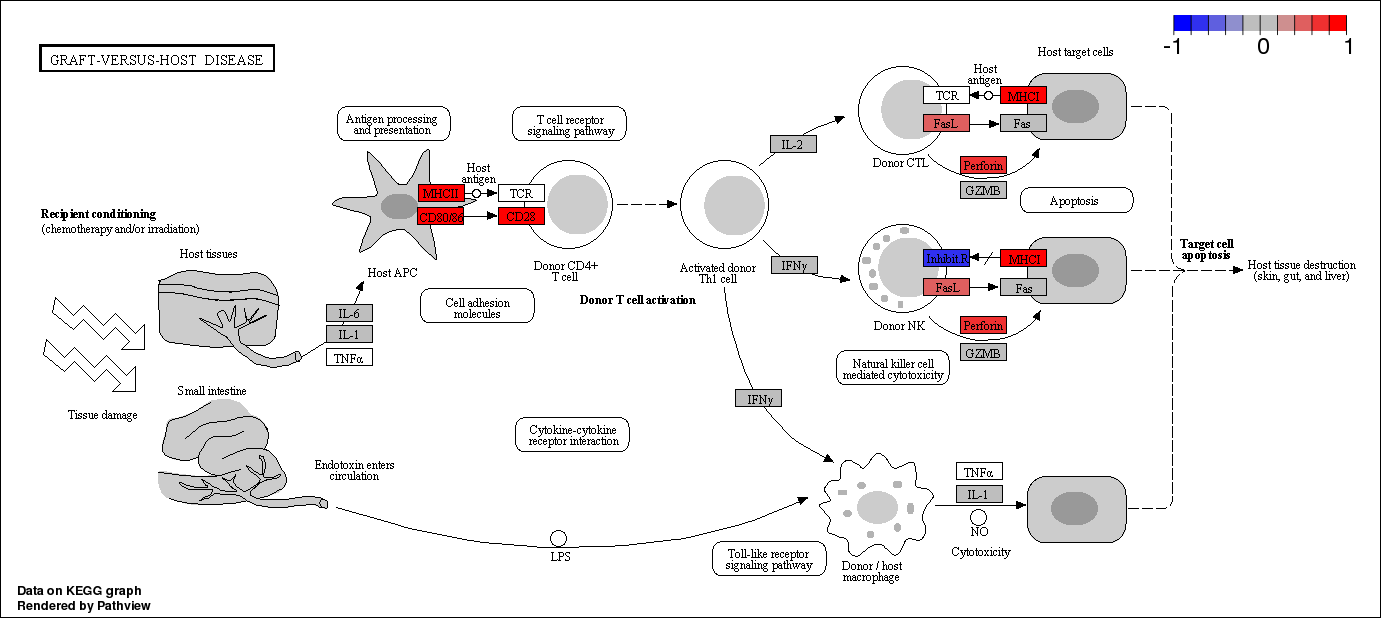 -1
0
1
GRAFT-VERSUS-HOST DISEASE
Host target cells
Host
antigen
TCR
MHCI
FasL
Fas
Donor CTL
Perforin
GZMB
Apoptosis
Antigen processing
and presentation
T cell receptor
signaling pathway
IL-2
Host
antigen
MHCII
TCR
CD80/86
CD28
Host APC
Donor CD4+
T cell
Activated donor
Th1 cell
Donor T cell activation
IFNγ
Recipient conditioning
(chemotherapy and/or irradiation)
Host tissues
Inhibit R
MHCI
FasL
Fas
Donor NK
Perforin
GZMB
Target cell
apoptosis
Host tissue destruction
(skin, gut, and liver)
Cell adhesion
molecules
IL-6
IL-1
TNFα
Natural killer cell
mediated cytotoxicity
Small intestine
Tissue damage
IFNγ
Cytokine-cytokine
receptor interaction
Endotoxin enters
circulation
TNFα
IL-1
NO
Cytotoxicity
LPS
Toll-like receptor
signaling pathway
Donor / host
macrophage
Data on KEGG graph
Rendered by Pathview